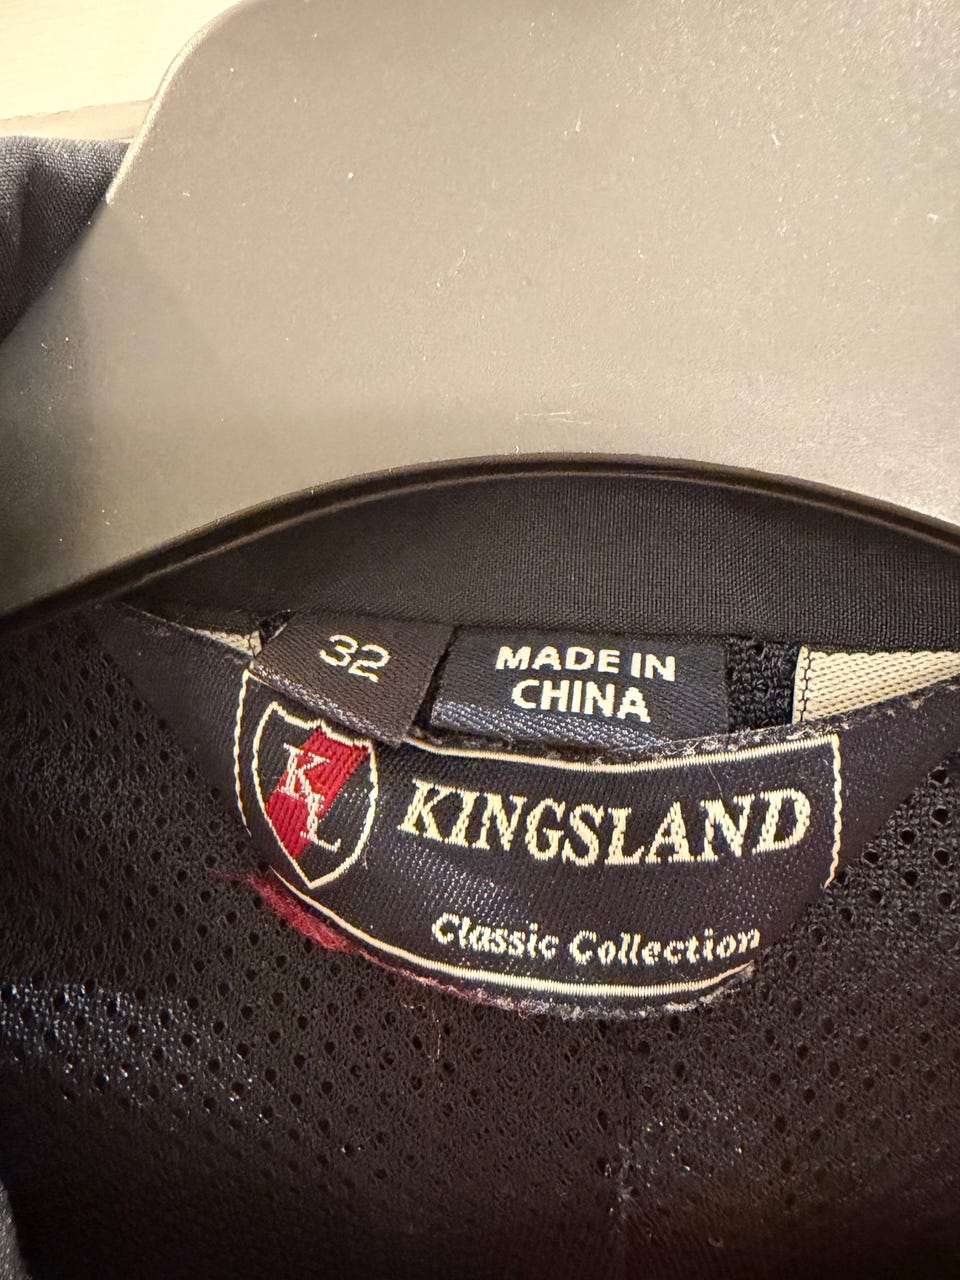 32
MADE IN
CHINA
KL
KINGSLAND
Classic Collection